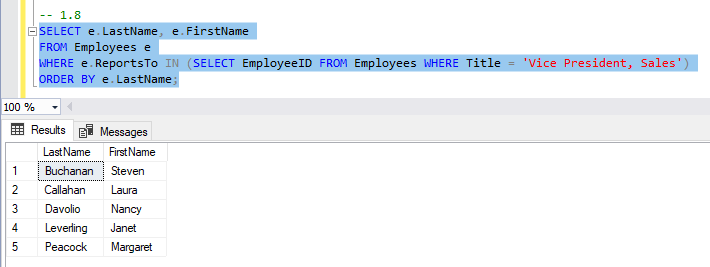 -- 1.8
SELECT e.LastName, e.FirstName
FROM Employees e
WHERE e.ReportsTo IN (SELECT EmployeeID FROM Employees WHERE Title = 'Vice President, Sales')
ORDER BY e.LastName;
100 %
Results Messages
LastName FirstName
1 Buchanan Steven
2 Callahan Laura
3 Davolio Nancy
4 Leverling Janet
5 Peacock Margaret